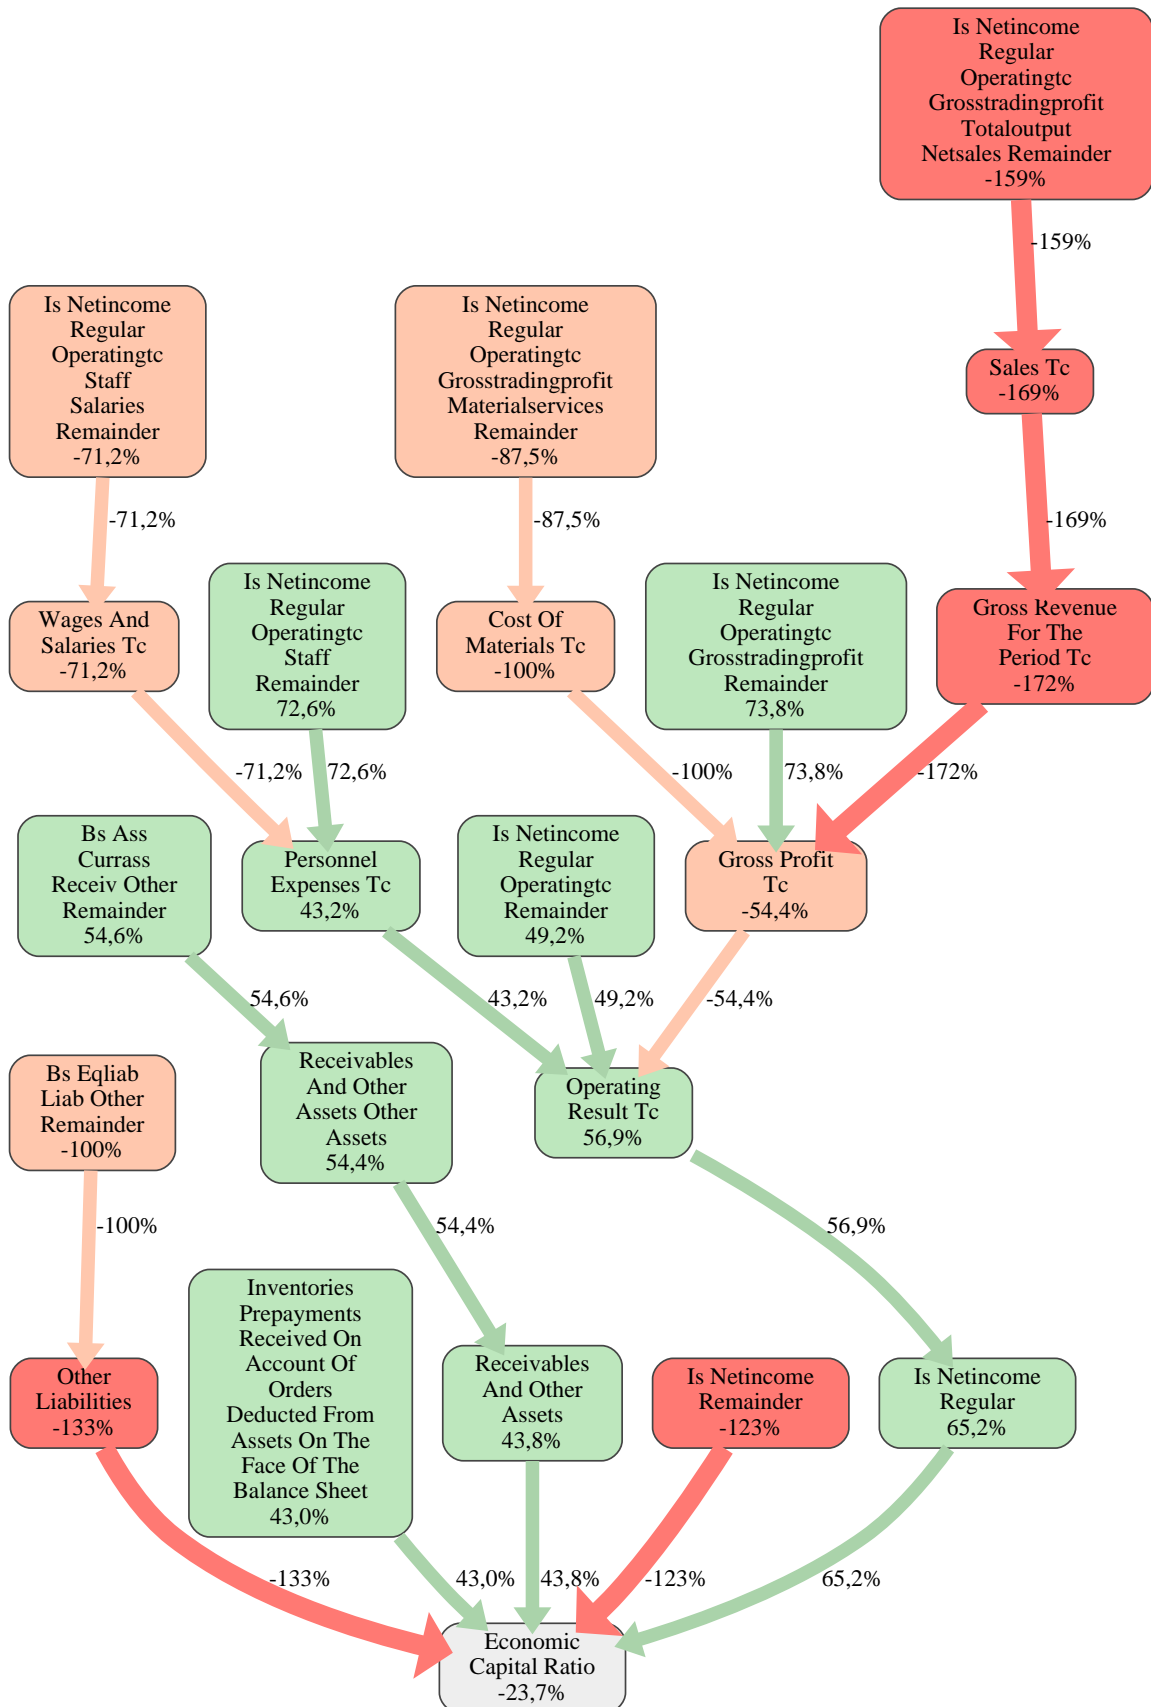 Is Netincome
Regular
Operatingtc
Grosstradingprofit
Totaloutput
Netsales Remainder
-159%
-159%
Is Netincome
Regular
Operatingtc
Staff
Salaries
Remainder
-71,2%
Is Netincome
Regular
Operatingtc
Grosstradingprofit
Materialservices
Remainder
-87,5%
Sales Tc
-169%
-71,2%
-87,5%
-169%
Wages And
Salaries Tc
-71,2%
Is Netincome
Regular
Operatingtc
Staff
Remainder
72,6%
Cost Of
Materials Tc
-100%
Is Netincome
Regular
Operatingtc
Grosstradingprofit
Remainder
73,8%
Gross Revenue
For The
Period Tc
-172%
-71,2%
72,6%
-100%
73,8%
-172%
Bs Ass
Currass
Receiv Other
Remainder
54,6%
Personnel
Expenses Tc
43,2%
Is Netincome
Regular
Operatingtc
Remainder
49,2%
Gross Profit
Tc
-54,4%
54,6%
43,2%
49,2%
-54,4%
Bs Eqliab
Liab Other
Remainder
-100%
Receivables
And Other
Assets Other
Assets
54,4%
Operating
Result Tc
56,9%
-100%
54,4%
56,9%
Other
Liabilities
-133%
Inventories
Prepayments
Received On
Account Of
Orders
Deducted From
Assets On The
Face Of The
Balance Sheet
43,0%
Receivables
And Other
Assets
43,8%
Is Netincome
Remainder
-123%
Is Netincome
Regular
65,2%
-133%
43,0%
43,8%
-123%
65,2%
Economic
Capital Ratio
-23,7%